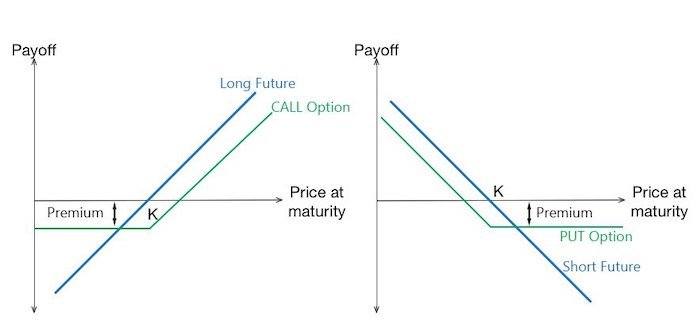 Payoff
Long Future
CALL Option
Premium
K
Price at
maturity
Payoff
K
Price at
maturity
Premium
PUT Option
Short Future